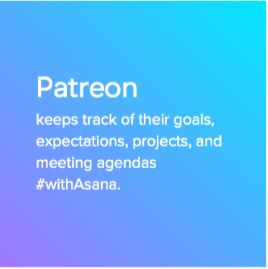 Patreon
keeps track of their goals,
expectations, projects, and
meeting agendas
#withAsana.